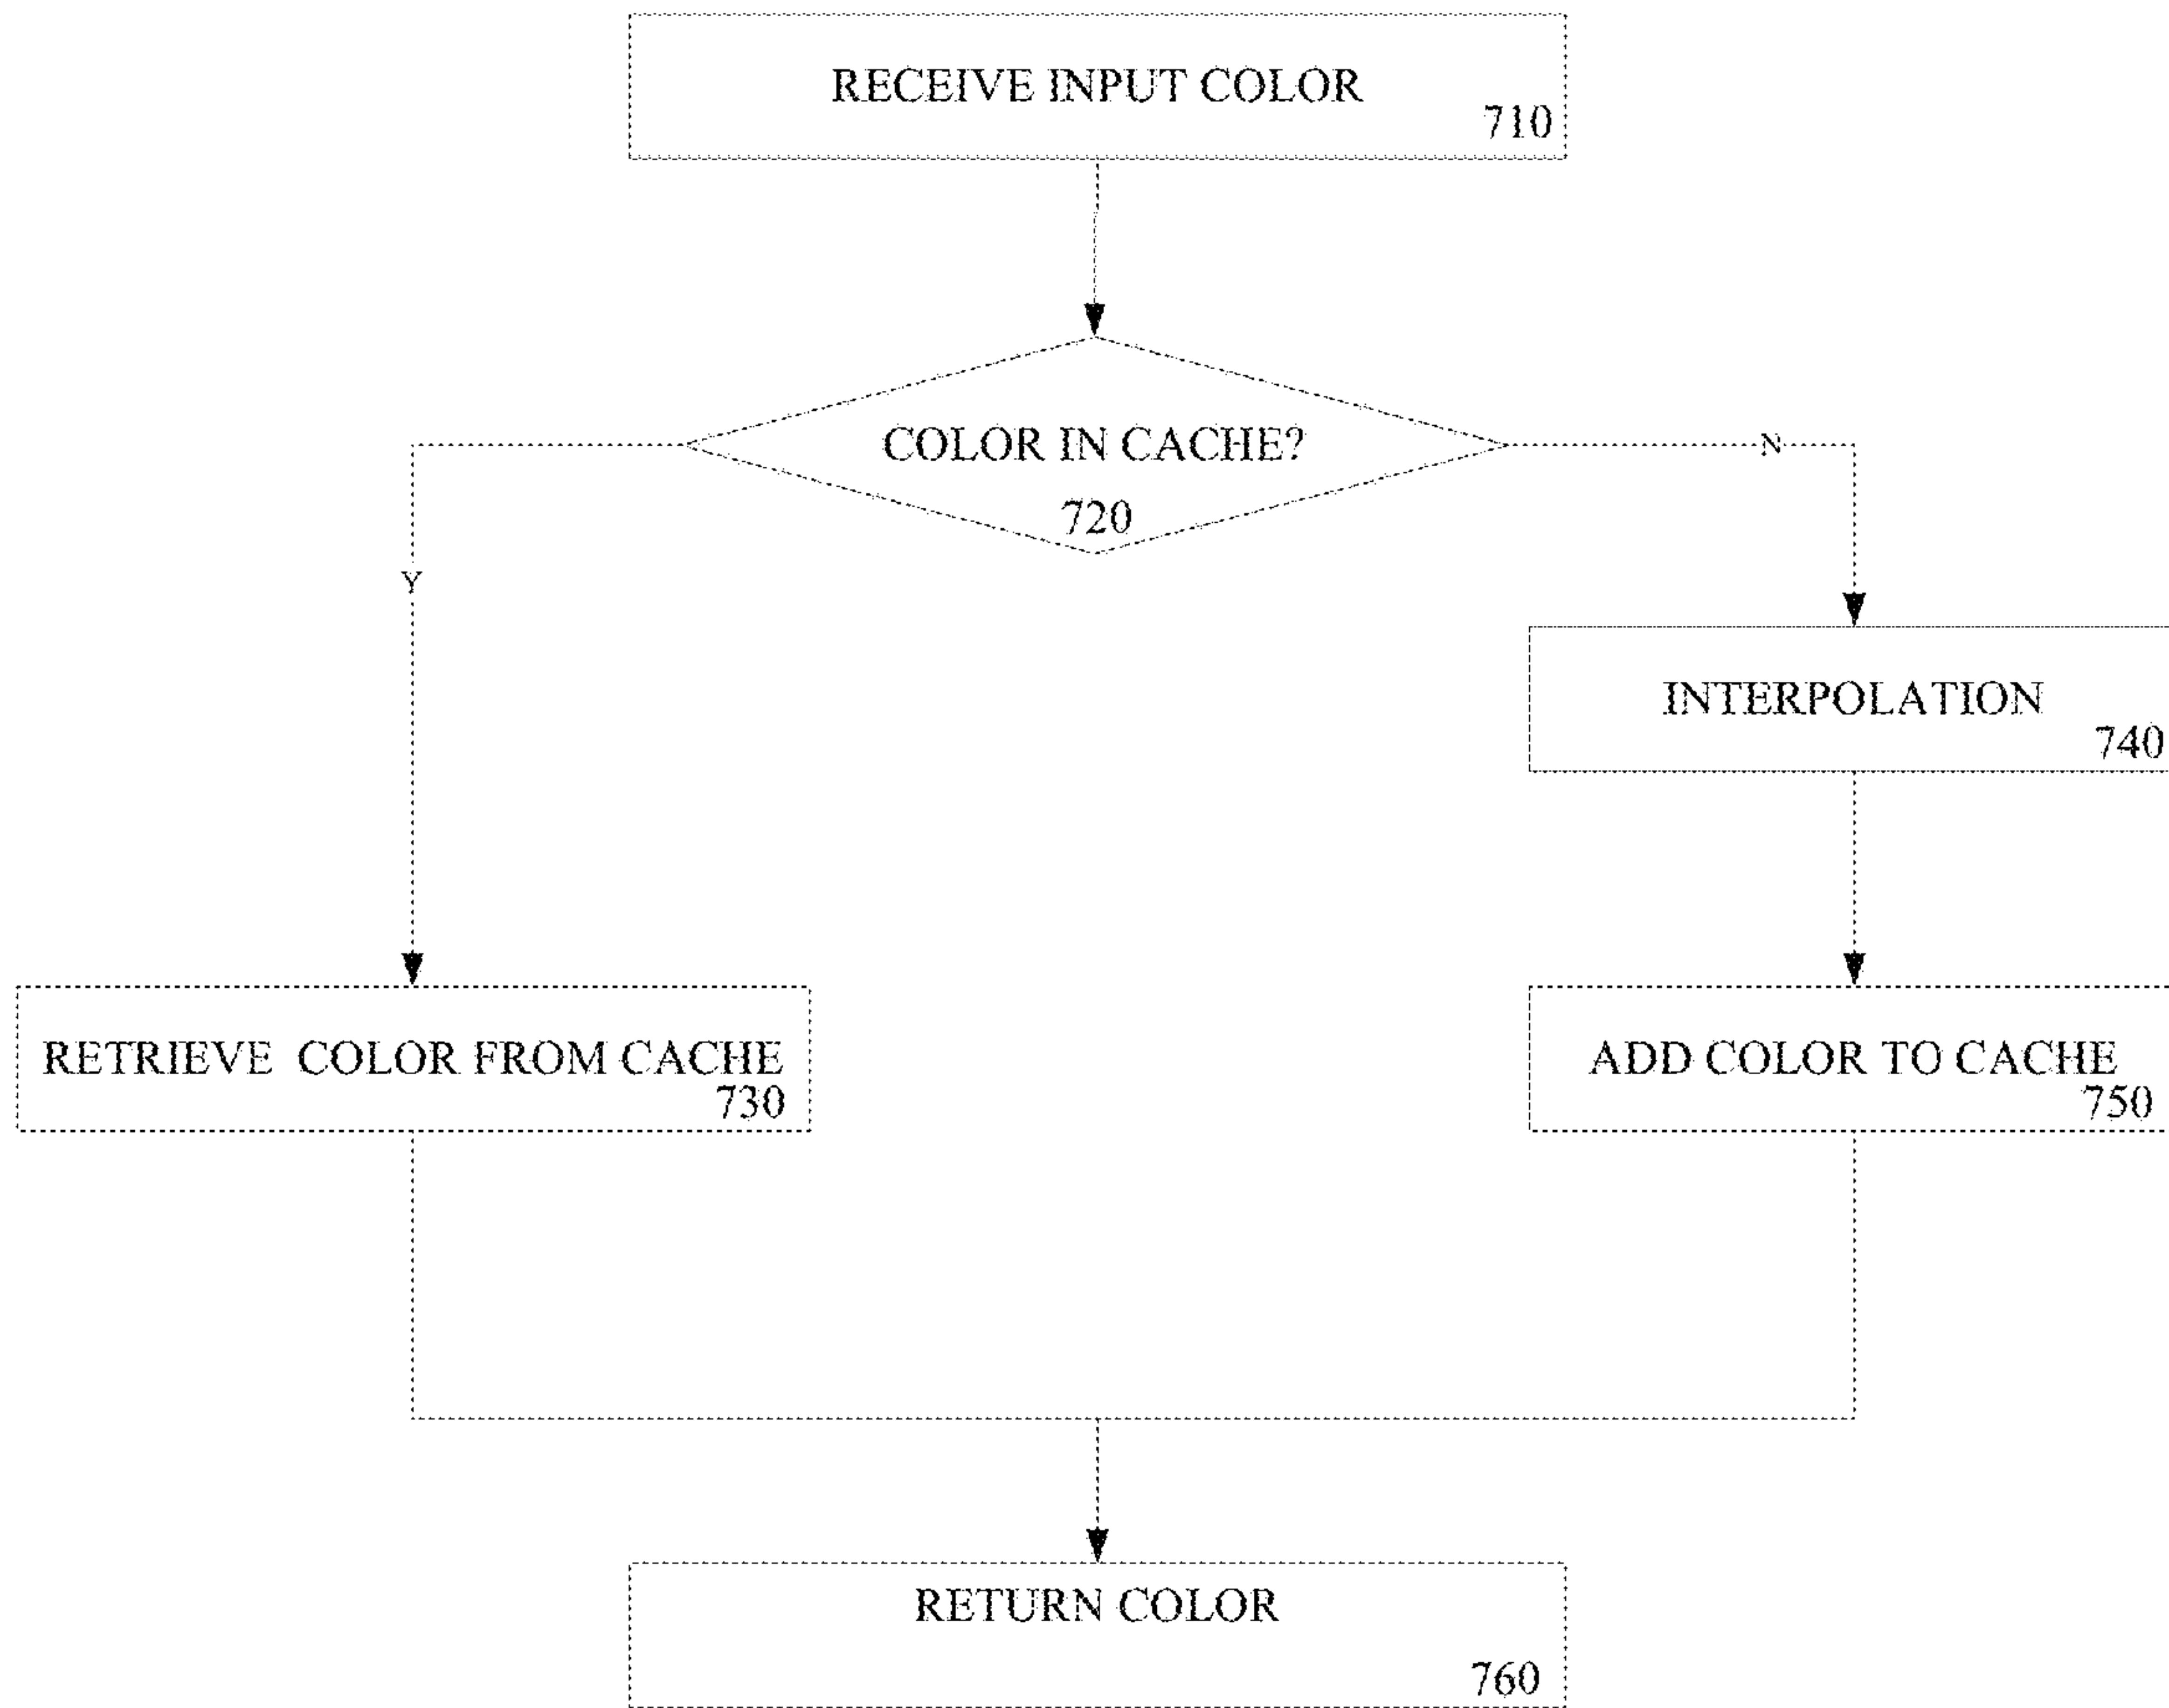 RECEIVE INPUT COLOR
710
COLOR IN CACHE?
720
N
Y
INTERPOLATION
740
RETRIEVE COLOR FROM CACHE
730
ADD COLOR TO CACHE
750
RETURN COLOR
760